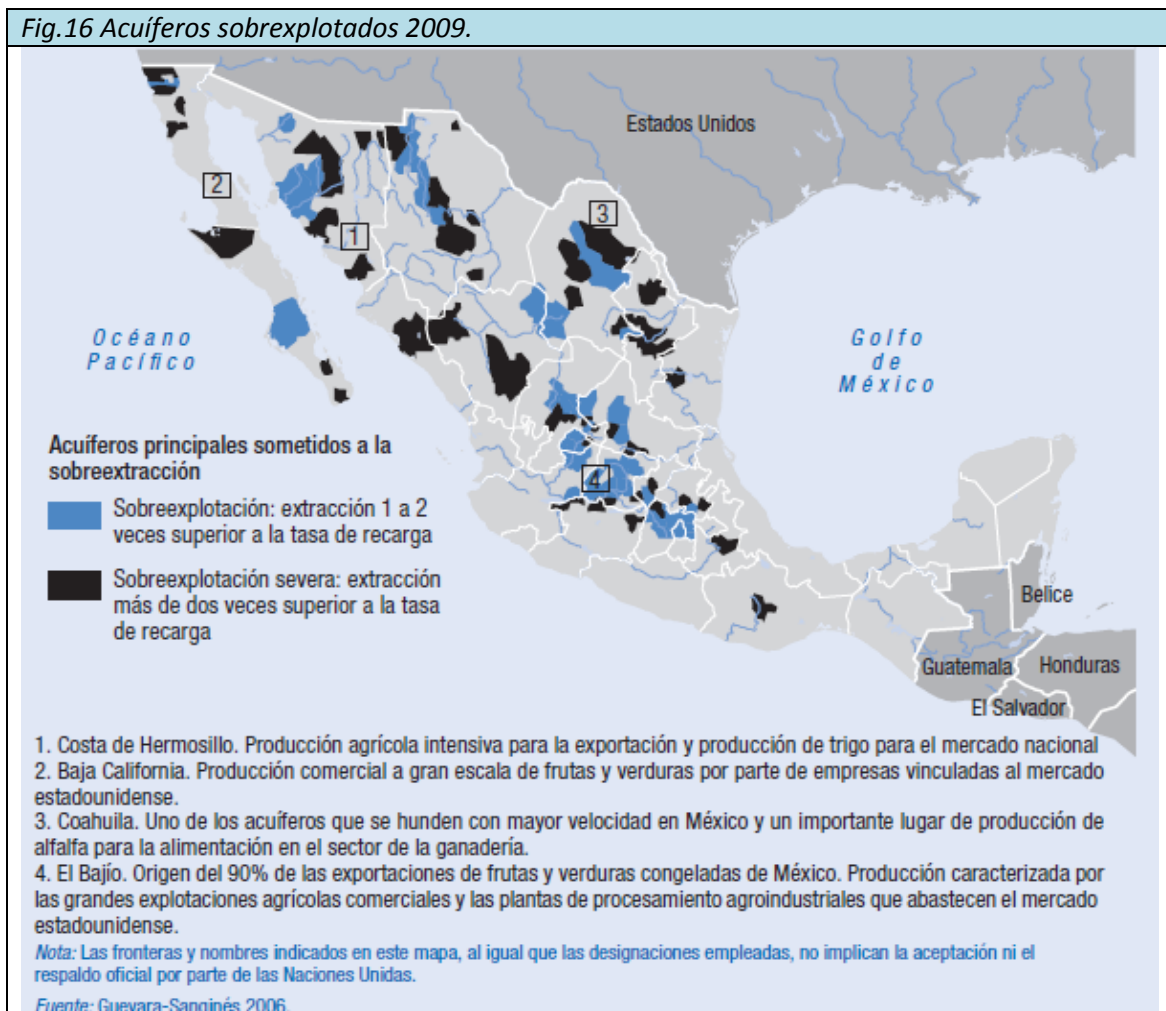 Fig.16 Acuíferos sobrexplotados 2009.
Estados Unidos
2
3
1
Océano
Pacífico
Golfo
de
México
Acuíferos principales sometidos a la
sobreextracción
Sobreexplotación: extracción 1 a 2
veces superior a la tasa de recarga
Sobreexplotación severa: extracción
más de dos veces superior a la tasa
de recarga
4
Belice
Guatemala
Honduras
El Salvador
1. Costa de Hermosillo. Producción agrícola intensiva para la exportación y producción de trigo para el mercado nacional
2. Baja California. Producción comercial a gran escala de frutas y verduras por parte de empresas vinculadas al mercado
estadounidense.
3. Coahuila. Uno de los acuíferos que se hunden con mayor velocidad en México y un importante lugar de producción de
alfalfa para la alimentación en el sector de la ganadería.
4. El Bajío. Origen del 90% de las exportaciones de frutas y verduras congeladas de México. Producción caracterizada por
las grandes explotaciones agrícolas comerciales y las plantas de procesamiento agroindustriales que abastecen el mercado
estadounidense.
Nota: Las fronteras y nombres indicados en este mapa, al igual que las designaciones empleadas, no implican la aceptación ni el
respaldo oficial por parte de las Naciones Unidas.
Fuente: Guevara-Sanginés 2006.